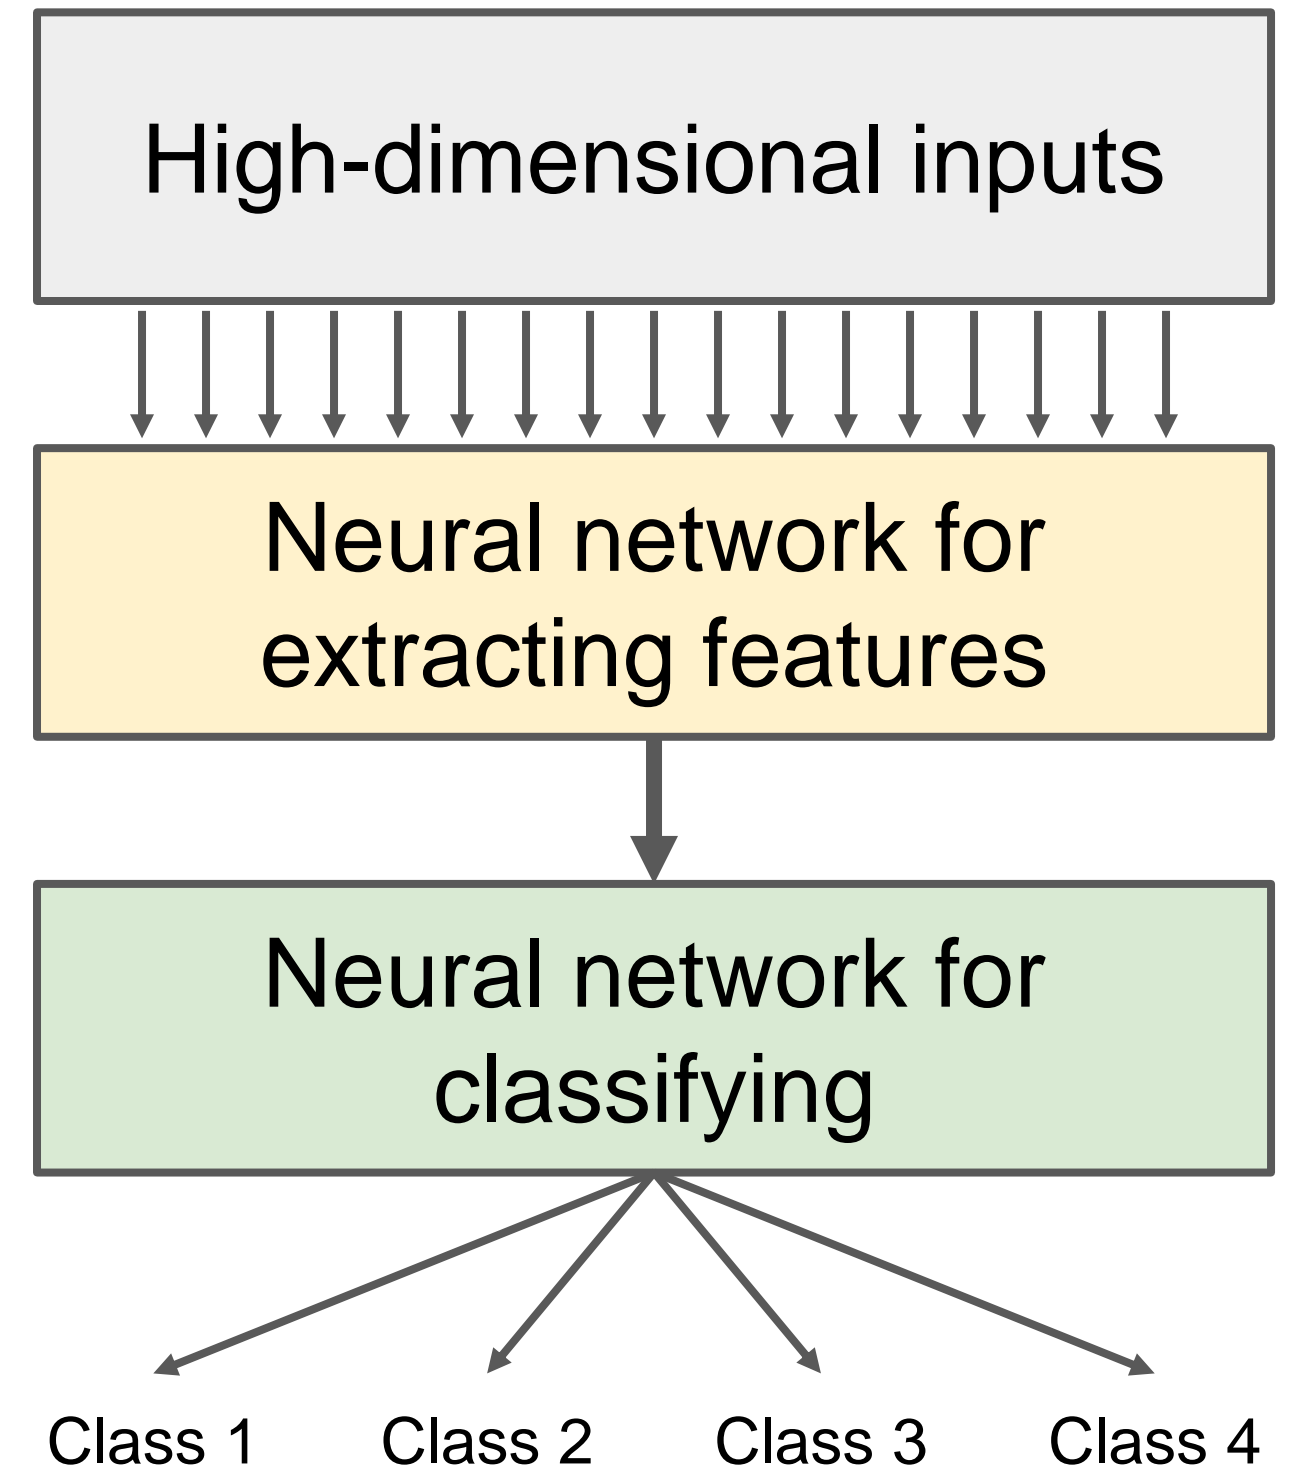 High-dimensional inputs
Neural network for
extracting features
Neural network for
classifying
Class 1
Class 2
Class 3
Class 4